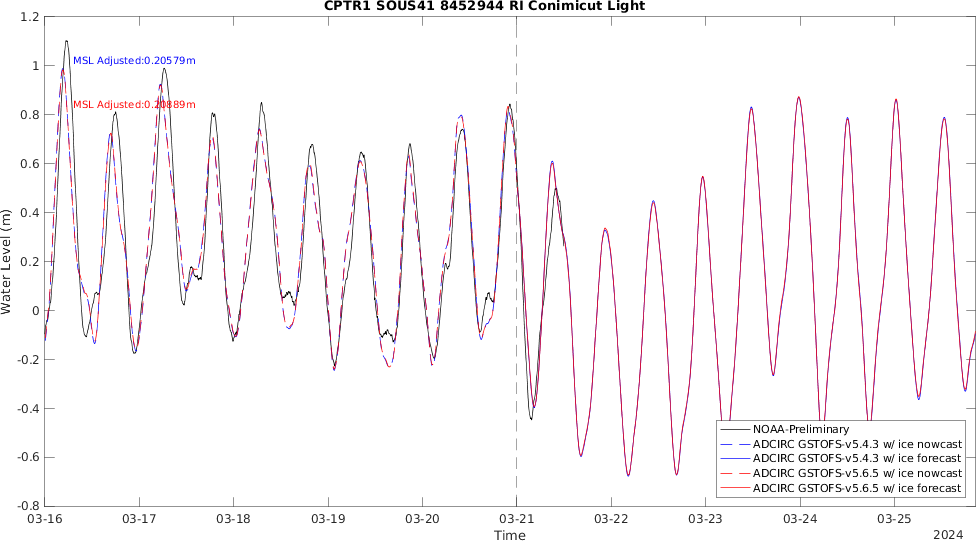 CPTR1 SOUS41 8452944 RI Conimicut Light
1.2
1
0.8
0.6
0.4
0.2
0
-0.2
-0.4
-0.6
-0.8
Water Level (m)
MSL Adjusted:0.20579m
MSL Adjusted:0.20889m
NOAA-Preliminary
ADCIRC GSTOFS-v5.4.3 w/ ice nowcast
ADCIRC GSTOFS-v5.4.3 w/ ice forecast
ADCIRC GSTOFS-v5.6.5 w/ ice nowcast
ADCIRC GSTOFS-v5.6.5 w/ ice forecast
03-16 03-17 03-18 03-19 03-20 03-21 03-22 03-23 03-24 03-25
Time
2024